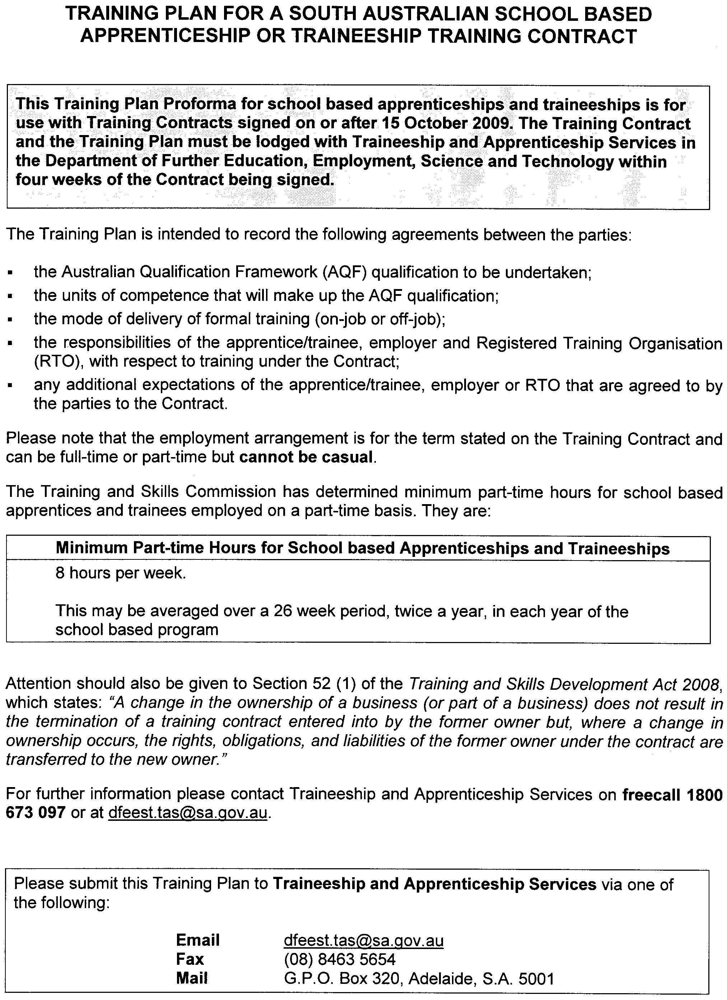 TRAINING PLAN FOR A SOUTH AUSTRALIAN SCHOOL BASED
APPRENTICESHIP OR TRAINEESHIP TRAINING CONTRACT
This Training Plan Proforma for school based apprenticeships and traineeships is for
use with Training Contracts signed on or after 15 October 2009. The Training Contract
and the Training Plan must be lodged with Traineeship and Apprenticeship Services in
the Department of Further Education, Employment, Science and Technology within
four weeks of the Contract being signed.
The Training Plan is intended to record the following agreements between the parties:
▪ the Australian Qualification Framework (AQF) qualification to be undertaken;
▪ the units of competence that will make up the AQF qualification;
▪ the mode of delivery of formal training (on-job or off-job);
▪ the responsibilities of the apprentice/trainee, employer and Registered Training Organisation
(RTO), with respect to training under the Contract;
▪ any additional expectations of the apprentice/trainee, employer or RTO that are agreed to by
the parties to the Contract.
Please note that the employment arrangement is for the term stated on the Training Contract and
can be full-time or part-time but cannot be casual.
The Training and Skills Commission has determined minimum part-time hours for school based
apprentices and trainees employed on a part-time basis. They are:
Minimum Part-time Hours for School based Apprenticeships and Traineeships
8 hours per week.
This may be averaged over a 26 week period, twice a year, in each year of the
school based program
Attention should also be given to Section 52 (1) of the Training and Skills Development Act 2008,
which states: “A change in the ownership of a business (or part of a business) does not result in
the termination of a training contract entered into by the former owner but, where a change in
ownership occurs, the rights, obligations, and liabilities of the former owner under the contract are
transferred to the new owner.”
For further information please contact Traineeship and Apprenticeship Services on freecall 1800
673 097 or at dfeest.tas@sa.gov.au.
Please submit this Training Plan to Traineeship and Apprenticeship Services via one of
the following:
Email dfeest.tas@sa.gov.au
Fax (08) 8463 5654
Mail G.P.O. Box 320, Adelaide, S.A. 5001